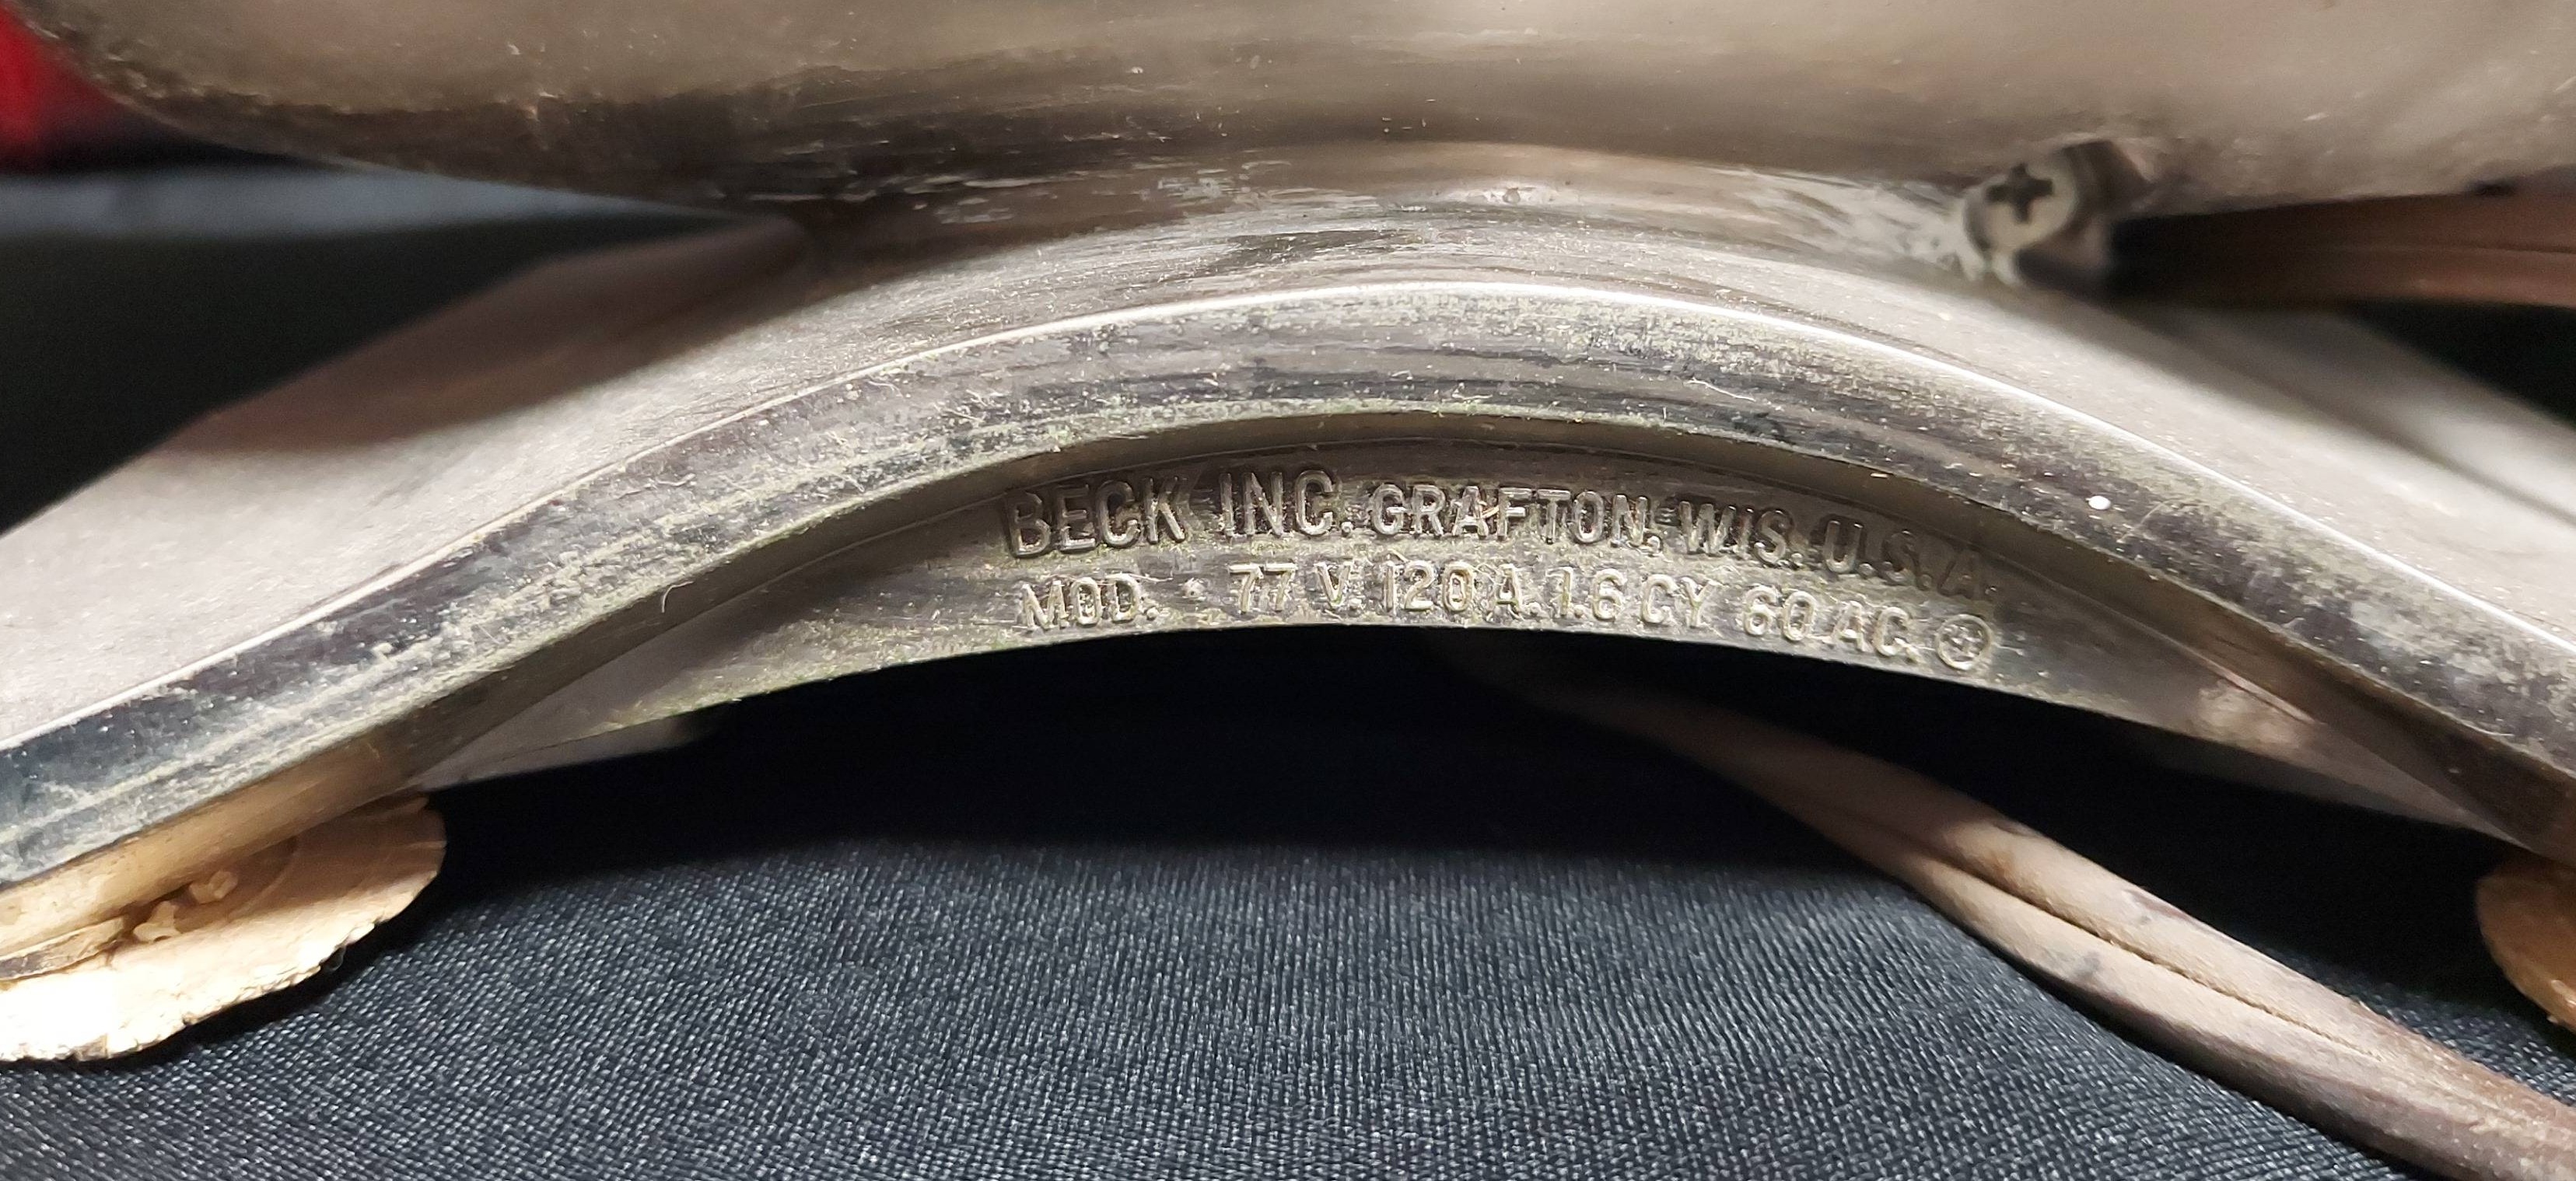 BECK INC. GRAFTON, WIS. U.S.A.
MOD. · 77 V. 120 A. 1.6 CY 60 AC.